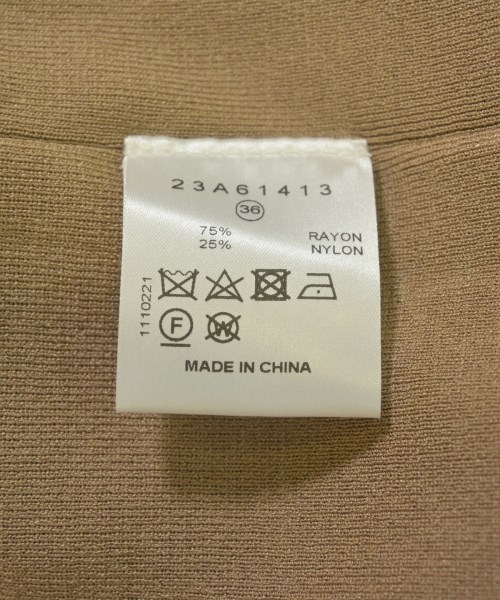 23A61413
36
75% RAYON
25% NYLON
1110221
F W
MADE IN CHINA